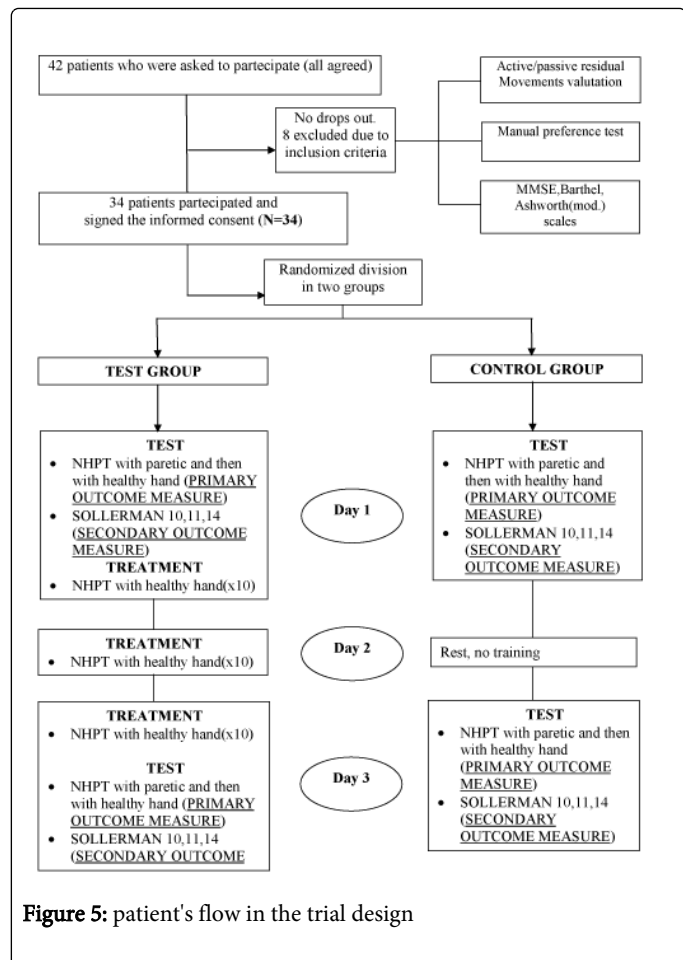 42 patients who were asked to partecipate (all agreed)
Active/passive residual
Movements valutation
No drops out.
8 excluded due to
inclusion criteria
Manual preference test
MMSE,Barthel,
Ashworth(mod.)
scales
34 patients partecipated and
signed the informed consent (N=34)
Randomized division
in two groups
TEST GROUP
CONTROL GROUP
TEST
• NHPT with paretic and then
with healthy hand (PRIMARY
OUTCOME MEASURE)
• SOLLERMAN 10,11,14
(SECONDARY OUTCOME
MEASURE)
TREATMENT
• NHPT with healthy hand(x10)
Day 1
TEST
• NHPT with paretic and
then with healthy hand
(PRIMARY OUTCOME
MEASURE)
• SOLLERMAN 10,11,14
(SECONDARY
OUTCOME MEASURE)
TREATMENT
• NHPT with healthy hand(x10)
Day 2
Rest, no training
TREATMENT
• NHPT with healthy hand(x10)
TEST
• NHPT with paretic and then
with healthy hand (PRIMARY
OUTCOME MEASURE)
• SOLLERMAN 10,11,14
(SECONDARY OUTCOME
Day 3
TEST
• NHPT with paretic and then
with healthy hand
(PRIMARY OUTCOME
MEASURE)
• SOLLERMAN 10,11,14
(SECONDARY
OUTCOME MEASURE)
Figure 5: patient's flow in the trial design